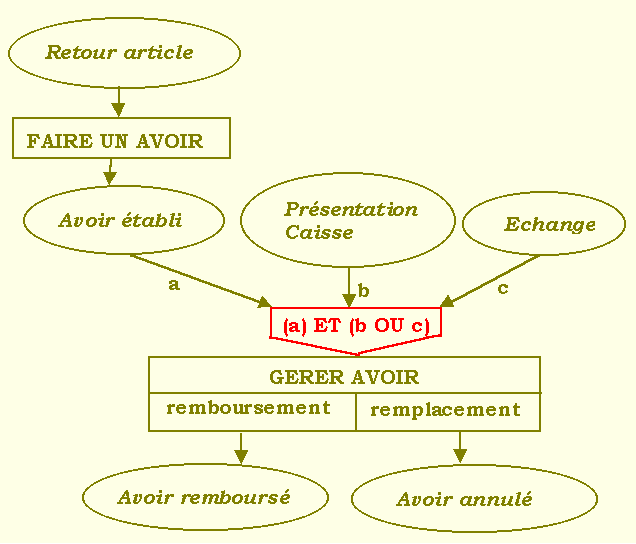 Retour article
FAIRE UN AVOIR
Avoir établi
Présentation
Caisse
Echange
a
b
c
(a) ET (b OU c)
GERER AVOIR
remboursement
remplacement
Avoir remboursé
Avoir annulé